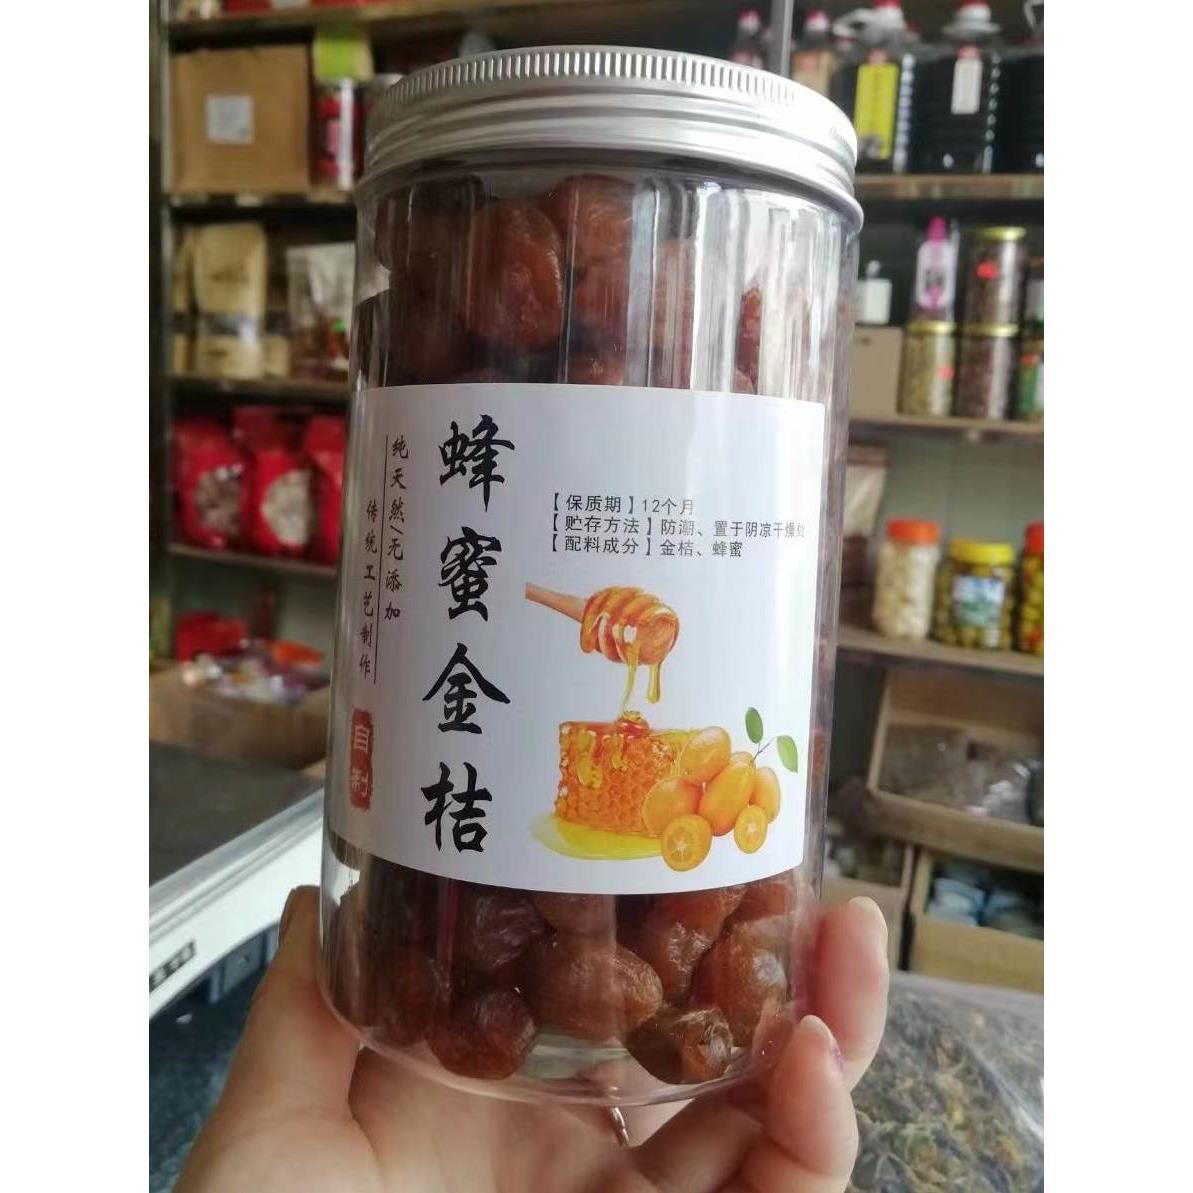 蜂蜜金桔
纯天然 无添加
传统工艺制作
自制
【保质期】12个月
【贮存方法】防潮、置于阴凉干燥处
【配料成分】金桔、蜂蜜